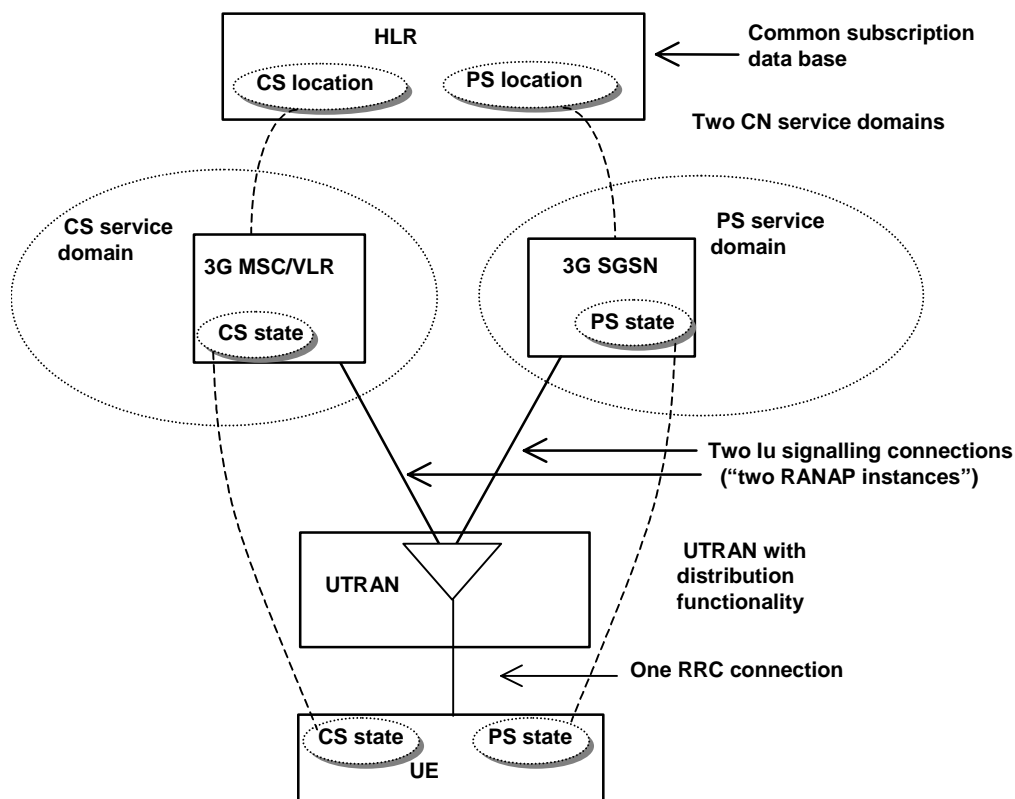 HLR
Common subscription
data base
CS location
PS location
Two CN service domains
CS service
domain
PS service
domain
3G MSC/VLR
3G SGSN
CS state
PS state
Two Iu signalling connections
(“two RANAP instances”)
UTRAN
UTRAN with
distribution
functionality
One RRC connection
CS state
PS state
UE